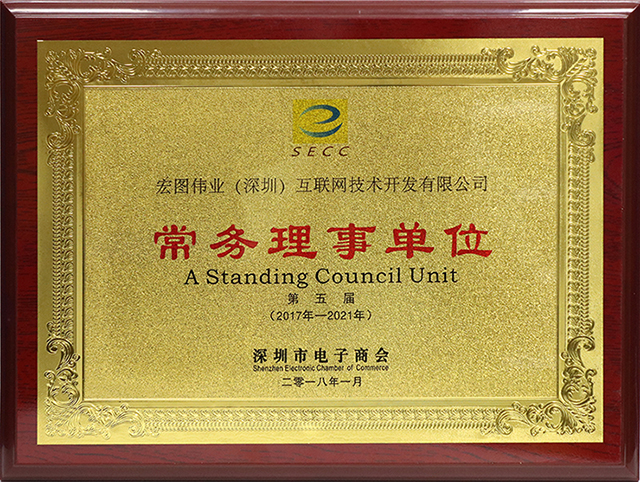 SECC
宏图伟业（深圳）互联网技术开发有限公司
常务理事单位
A Standing Council Unit
第五届
（2017年—2021年）
深圳市电子商会
Shenzhen Electronic Chamber of Commerce
二零一八年一月